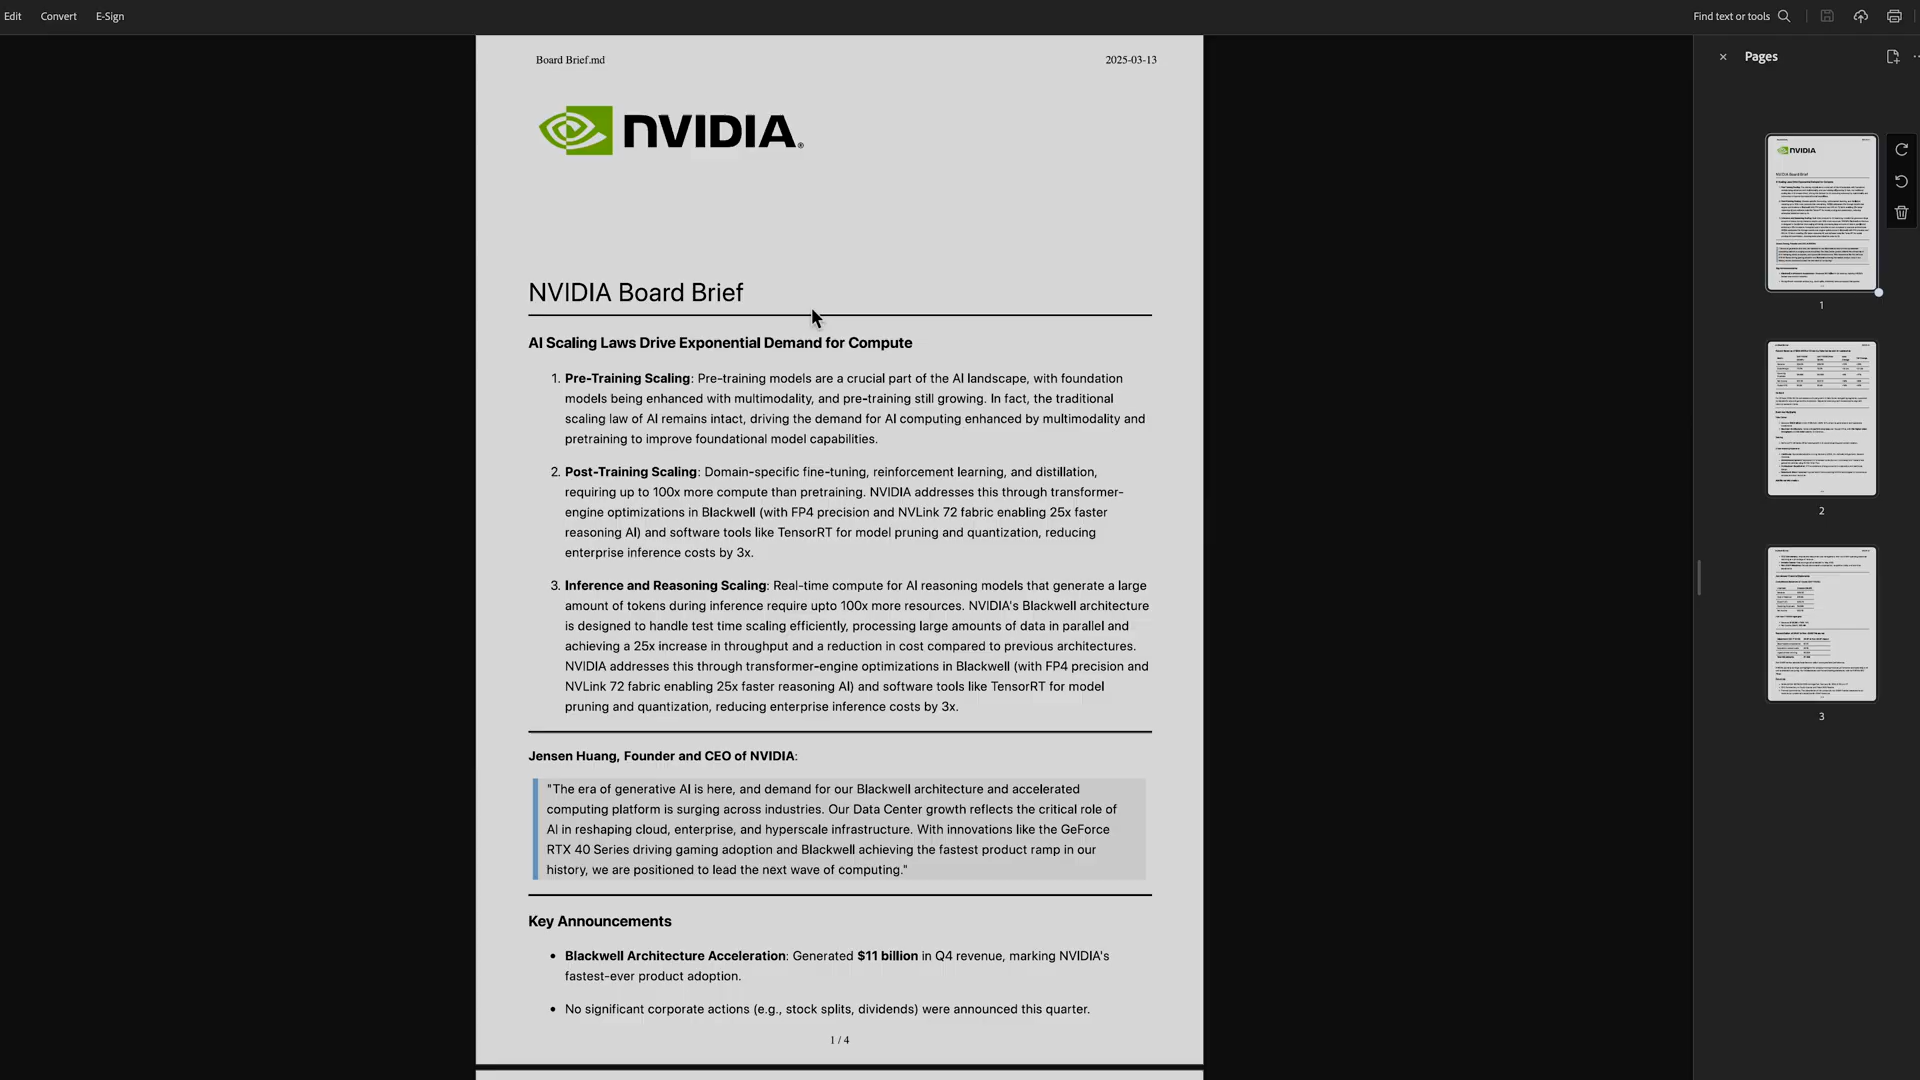 Edit Convert E-Sign Find text or tools
Pages
Board Brief.md 2025-03-13
NVIDIA®
NVIDIA Board Brief
AI Scaling Laws Drive Exponential Demand for Compute
1. Pre-Training Scaling: Pre-training models are a crucial part of the AI landscape, with foundation
models being enhanced with multimodality, and pre-training still growing. In fact, the traditional
scaling law of AI remains intact, driving the demand for AI computing enhanced by multimodality and
pretraining to improve foundational model capabilities.
2. Post-Training Scaling: Domain-specific fine-tuning, reinforcement learning, and distillation,
requiring up to 100x more compute than pretraining. NVIDIA addresses this through transformer-
engine optimizations in Blackwell (with FP4 precision and NVLink 72 fabric enabling 25x faster
reasoning AI) and software tools like TensorRT for model pruning and quantization, reducing
enterprise inference costs by 3x.
3. Inference and Reasoning Scaling: Real-time compute for AI reasoning models that generate a large
amount of tokens during inference require upto 100x more resources. NVIDIA's Blackwell architecture
is designed to handle test time scaling efficiently, processing large amounts of data in parallel and
achieving a 25x increase in throughput and a reduction in cost compared to previous architectures.
NVIDIA addresses this through transformer-engine optimizations in Blackwell (with FP4 precision and
NVLink 72 fabric enabling 25x faster reasoning AI) and software tools like TensorRT for model
pruning and quantization, reducing enterprise inference costs by 3x.
Jensen Huang, Founder and CEO of NVIDIA:
"The era of generative AI is here, and demand for our Blackwell architecture and accelerated
computing platform is surging across industries. Our Data Center growth reflects the critical role of
AI in reshaping cloud, enterprise, and hyperscale infrastructure. With innovations like the GeForce
RTX 40 Series driving gaming adoption and Blackwell achieving the fastest product ramp in our
history, we are positioned to lead the next wave of computing."
Key Announcements
• Blackwell Architecture Acceleration: Generated $11 billion in Q4 revenue, marking NVIDIA's
fastest-ever product adoption.
• No significant corporate actions (e.g., stock splits, dividends) were announced this quarter.
1 / 4
NVIDIA
NVIDIA Board Brief
1
2
3